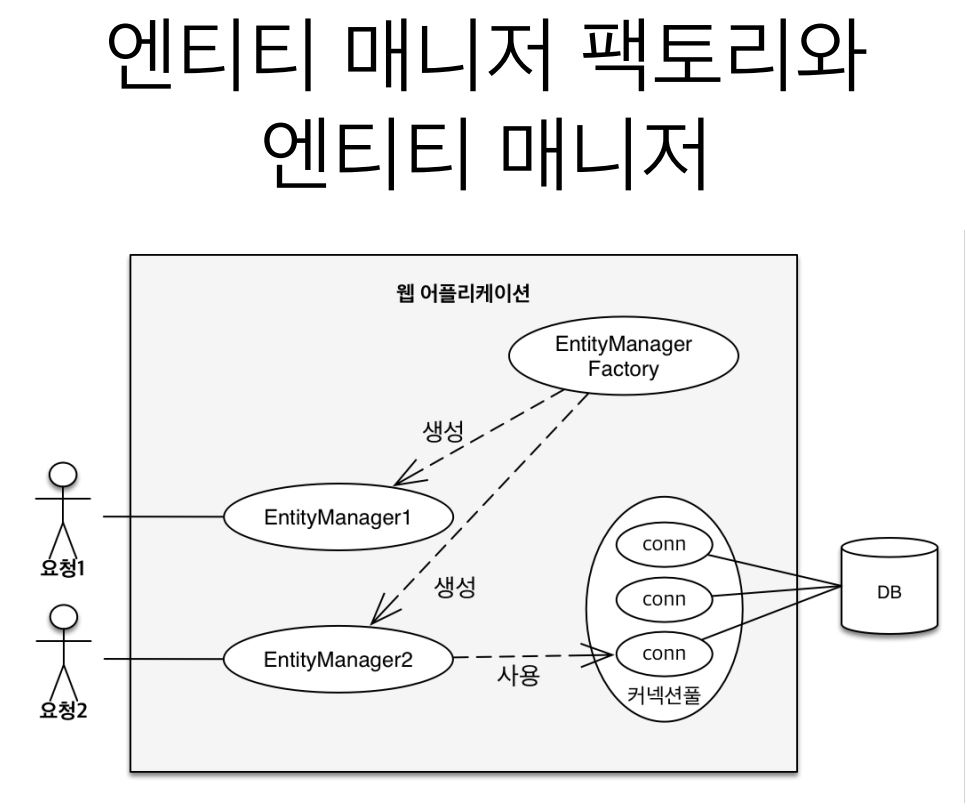 엔티티 매니저 팩토리와
엔티티 매니저
웹 어플리케이션
EntityManager
Factory
생성
EntityManager1
요청1
conn
conn
conn
커넥션풀
DB
생성
EntityManager2
요청2
사용